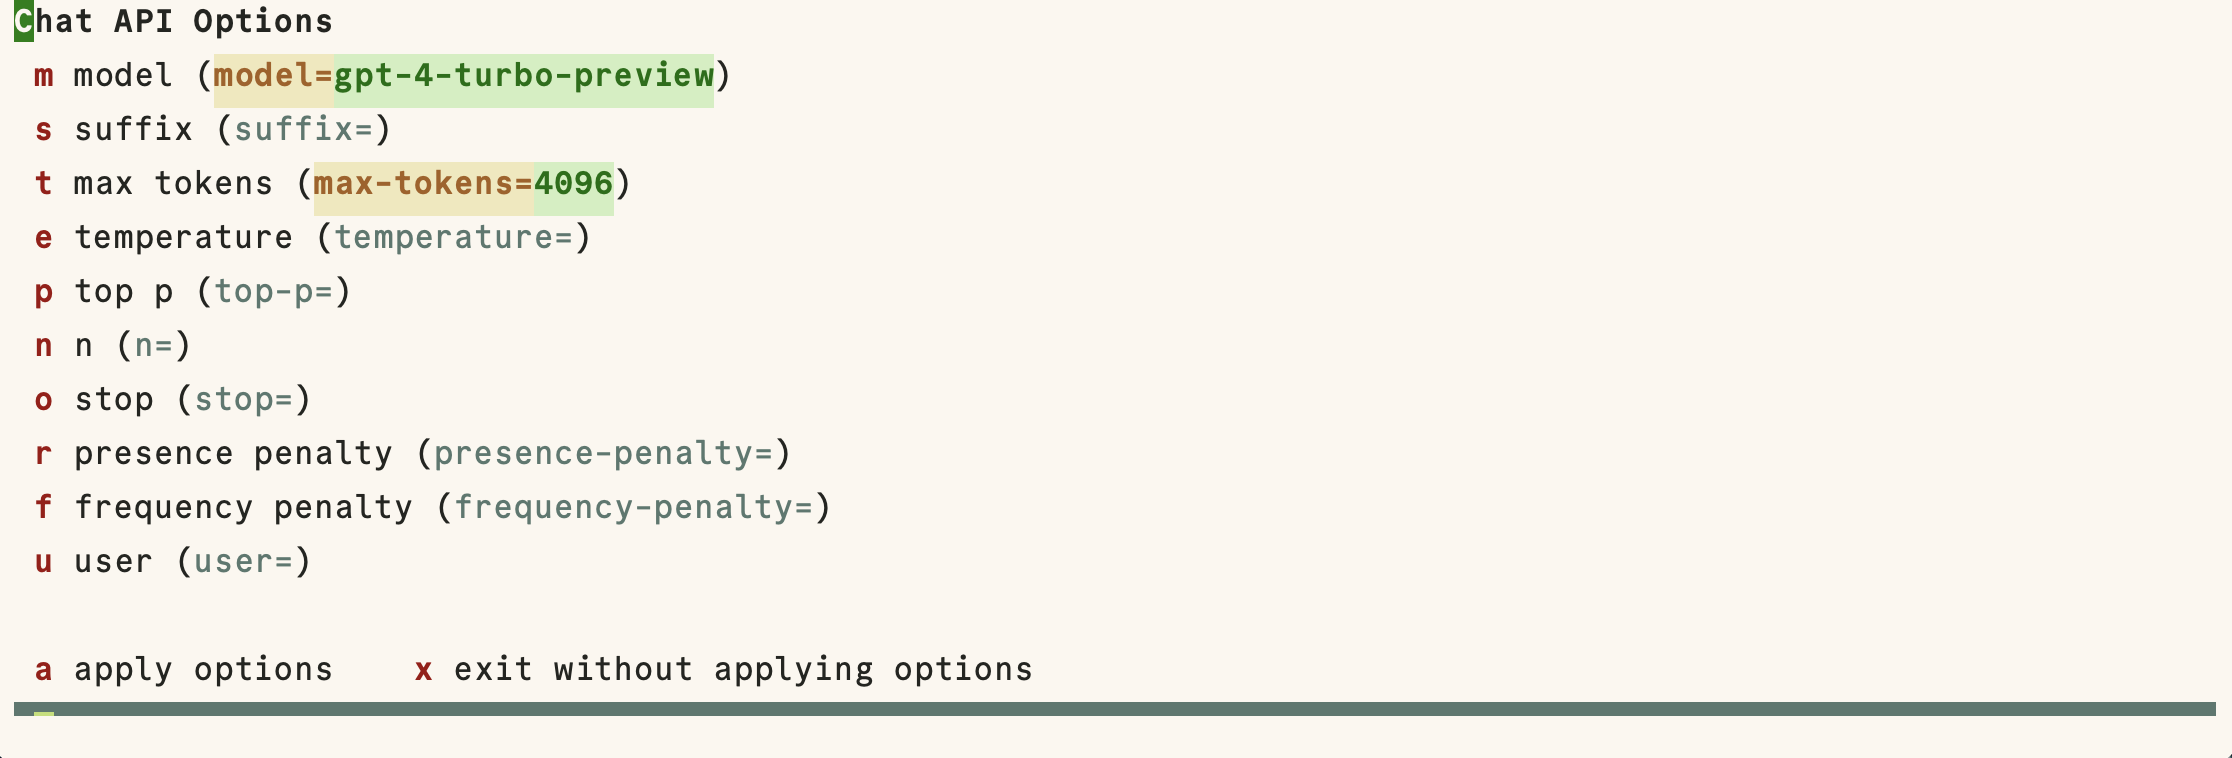 Chat API Options
m model (model=gpt-4-turbo-preview)
s suffix (suffix=)
t max tokens (max-tokens=4096)
e temperature (temperature=)
p top p (top-p=)
n n (n=)
o stop (stop=)
r presence penalty (presence-penalty=)
f frequency penalty (frequency-penalty=)
u user (user=)
a apply options    x exit without applying options